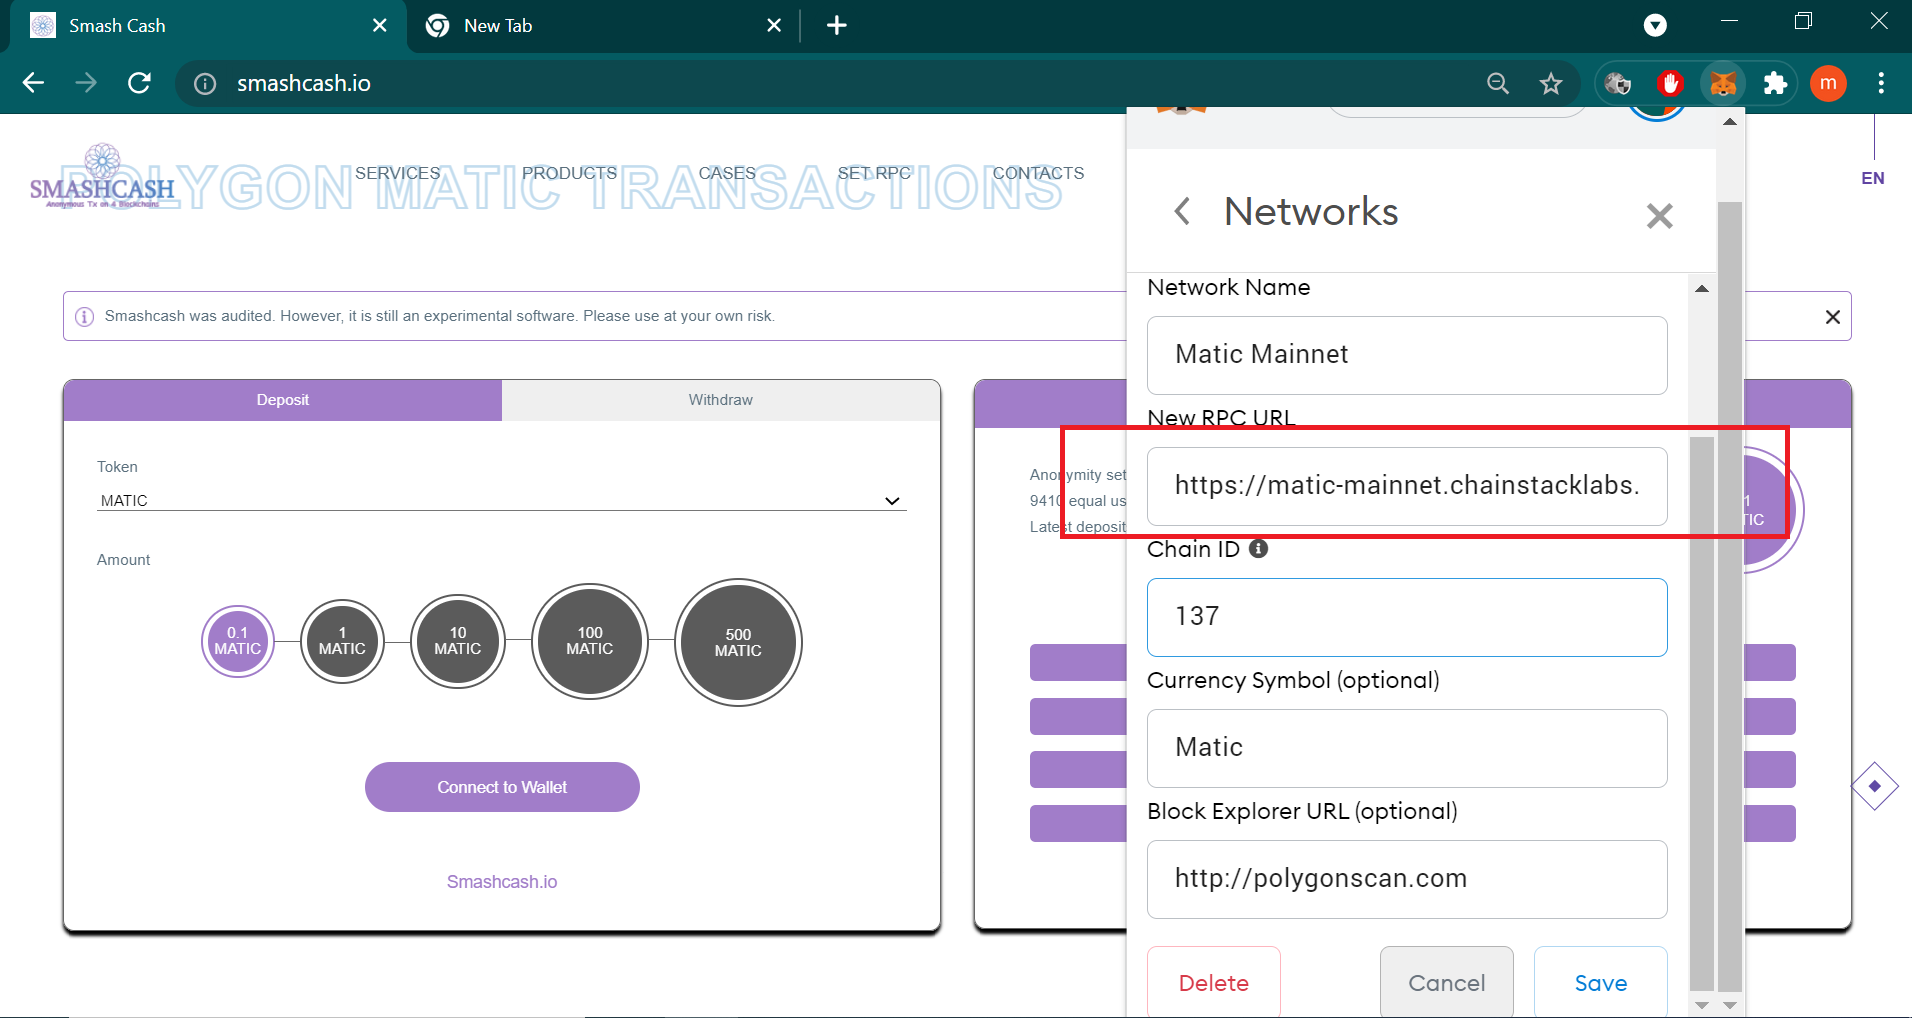 Smash Cash
New Tab
smashcash.io
m
POLYGON MATIC TRANSACTIONS
SMASHCASH
Anonymous Tx on 4 Blockchains
SERVICES
PRODUCTS
CASES
SET RPC
CONTACTS
EN
Smashcash was audited. However, it is still an experimental software. Please use at your own risk.
Deposit
Withdraw
Token
MATIC
Amount
0.1
MATIC
1
MATIC
10
MATIC
100
MATIC
500
MATIC
Connect to Wallet
Smashcash.io
Anonymity set
9410 equal us
Latest deposit
1
TIC
Networks
Network Name
Matic Mainnet
New RPC URL
https://matic-mainnet.chainstacklabs.
Chain ID
137
Currency Symbol (optional)
Matic
Block Explorer URL (optional)
http://polygonscan.com
Delete
Cancel
Save